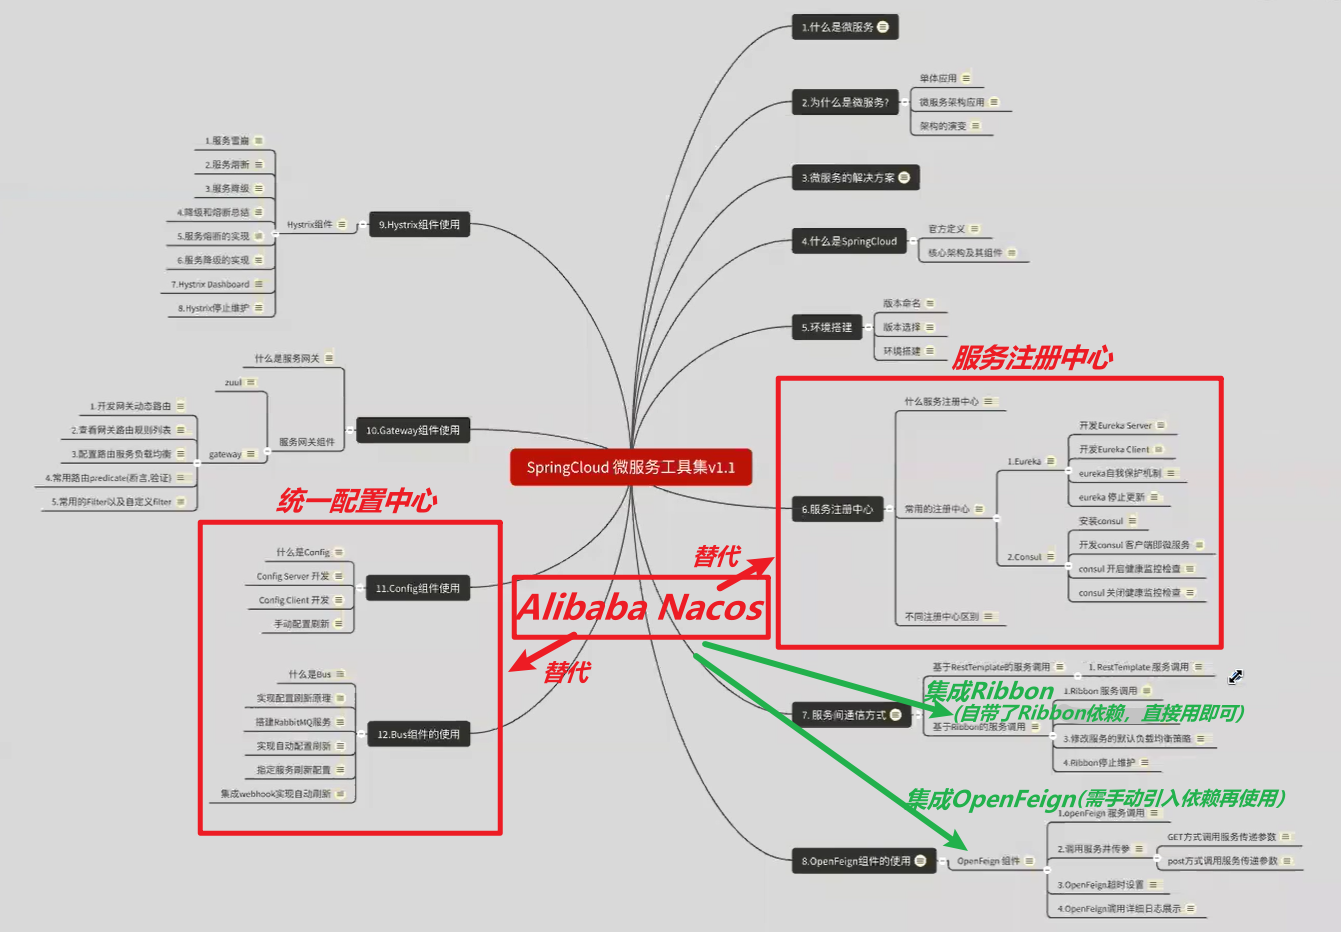 1.什么是微服务
2.为什么是微服务?
单体应用
微服务架构应用
架构的演变
3.微服务的解决方案
4.什么是SpringCloud
官方定义
核心架构及其组件
5.环境搭建
版本命名
版本选择
环境搭建
服务注册中心
6.服务注册中心
什么服务注册中心
常用的注册中心
1.Eureka
开发Eureka Server
开发Eureka Client
eureka自我保护机制
eureka 停止更新
2.Consul
安装consul
开发consul 客户端即微服务
consul 开启健康监控检查
consul 关闭健康监控检查
不同注册中心区别
7. 服务间通信方式
基于RestTemplate的服务调用
1. RestTemplate 服务调用
集成Ribbon
(自带了Ribbon依赖，直接用即可)
基于Ribbon的服务调用
1.Ribbon 服务调用
3.修改服务的默认负载均衡策略
4.Ribbon停止维护
集成OpenFeign(需手动引入依赖再使用)
8.OpenFeign组件的使用
OpenFeign 组件
1.openFeign 服务调用
2.调用服务并传参
GET方式调用服务传递参数
post方式调用服务传递参数
3.OpenFeign超时设置
4.OpenFeign调用详细日志展示
SpringCloud 微服务工具集v1.1
替代
Alibaba Nacos
替代
9.Hystrix组件使用
Hystrix组件
1.服务雪崩
2.服务熔断
3.服务降级
4.降级和熔断总结
5.服务熔断的实现
6.服务降级的实现
7.Hystrix Dashboard
8.Hystrix停止维护
10.Gateway组件使用
什么是服务网关
服务网关组件
zuul
gateway
1.开发网关动态路由
2.查看网关路由规则列表
3.配置路由服务负载均衡
4.常用路由predicate(断言,验证)
5.常用的Filter以及自定义filter
统一配置中心
11.Config组件使用
什么是Config
Config Server 开发
Config Client 开发
手动配置刷新
12.Bus组件的使用
什么是Bus
实现配置刷新原理
搭建RabbitMQ服务
实现自动配置刷新
指定服务刷新配置
集成webhook实现自动刷新